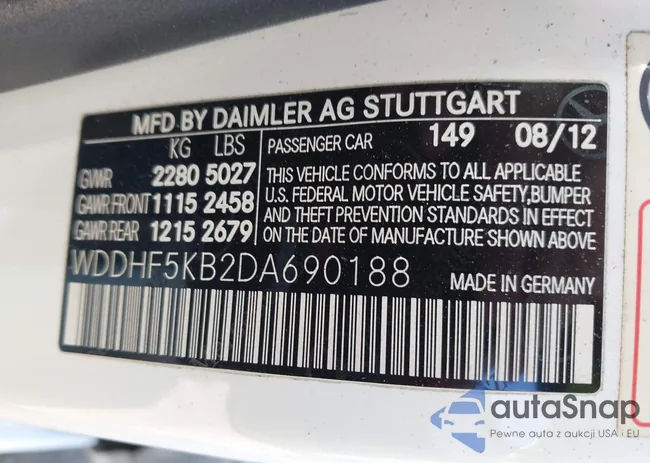 MFD BY DAIMLER AG STUTTGART
KG LBS PASSENGER CAR 149 08/12
GVWR 2280 5027
GAWR FRONT 1115 2458
GAWR REAR 1215 2679
THIS VEHICLE CONFORMS TO ALL APPLICABLE
U.S. FEDERAL MOTOR VEHICLE SAFETY,BUMPER
AND THEFT PREVENTION STANDARDS IN EFFECT
ON THE DATE OF MANUFACTURE SHOWN ABOVE
WDDHF5KB2DA690188
MADE IN GERMANY
autaSnap
Pewne auta z aukcji USA i EU